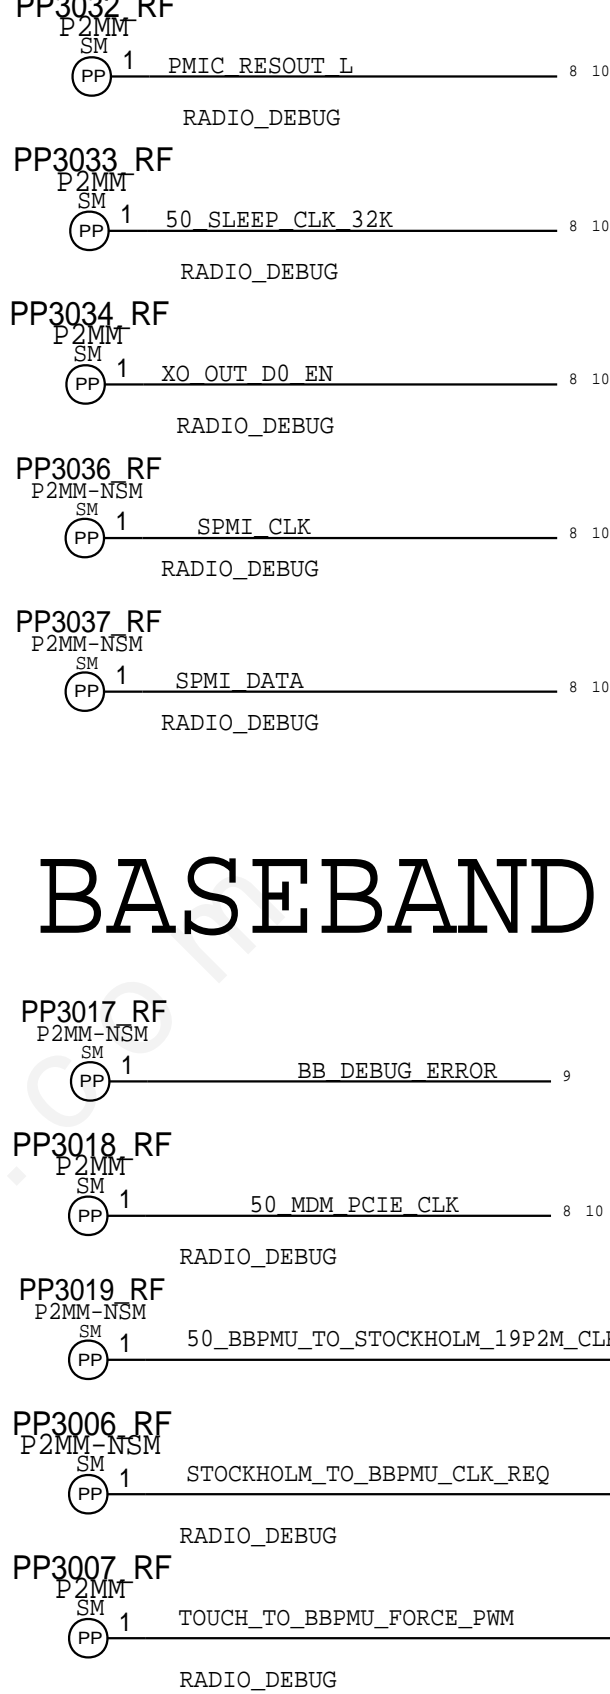 PP3032_RF
P2MM
SM
PP 1 PMIC_RESOUT_L 8 10
RADIO_DEBUG
PP3033_RF
P2MM
SM
PP 1 50_SLEEP_CLK_32K 8 10
RADIO_DEBUG
PP3034_RF
P2MM
SM
PP 1 XO_OUT_D0_EN 8 10
RADIO_DEBUG
PP3036_RF
P2MM-NSM
SM
PP 1 SPMI_CLK 8 10
RADIO_DEBUG
PP3037_RF
P2MM-NSM
SM
PP 1 SPMI_DATA 8 10
RADIO_DEBUG
BASEBAND
PP3017_RF
P2MM-NSM
SM
PP 1 BB_DEBUG_ERROR 9
PP3018_RF
P2MM
SM
PP 1 50_MDM_PCIE_CLK 8 10
RADIO_DEBUG
PP3019_RF
P2MM-NSM
SM
PP 1 50_BBPMU_TO_STOCKHOLM_19P2M_CLK
PP3006_RF
P2MM-NSM
SM
PP 1 STOCKHOLM_TO_BBPMU_CLK_REQ
RADIO_DEBUG
PP3007_RF
P2MM
SM
PP 1 TOUCH_TO_BBPMU_FORCE_PWM
RADIO_DEBUG
.com